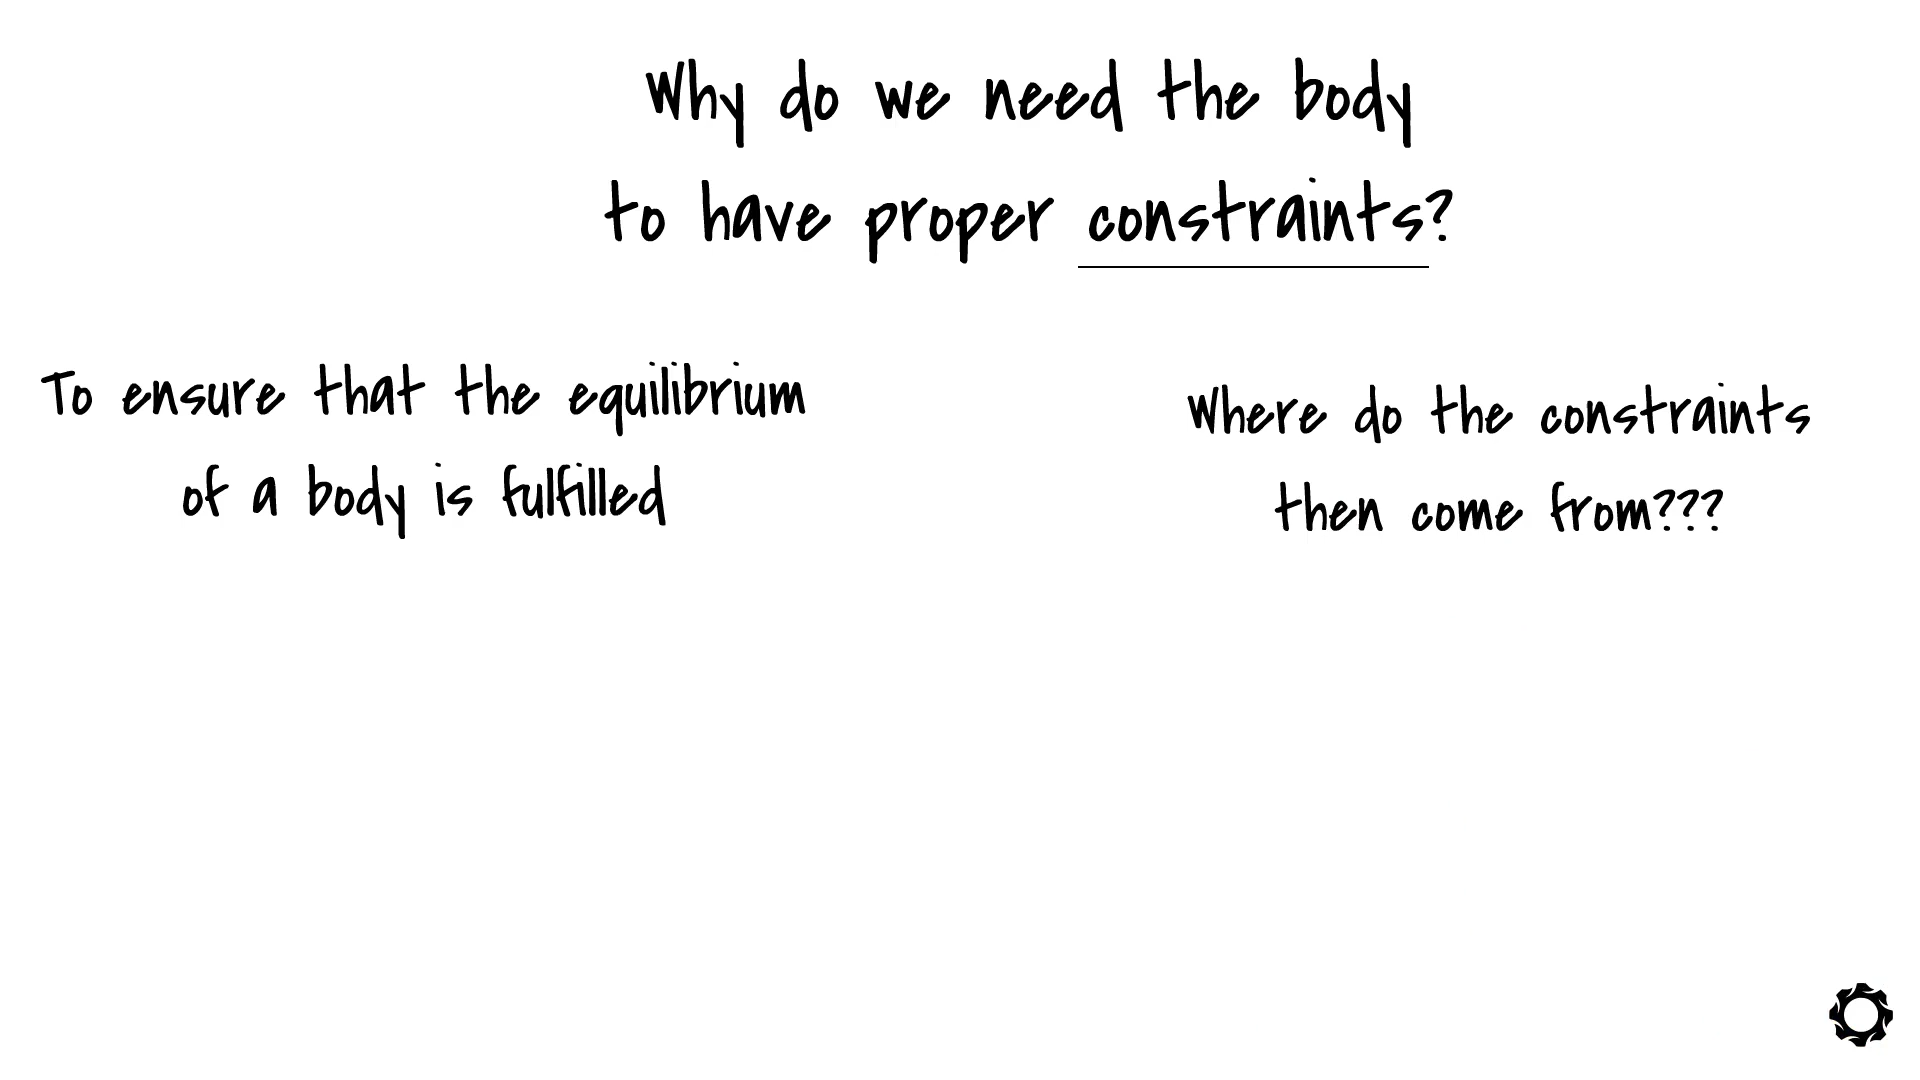 Why do we need the body
to have proper constraints?
To ensure that the equilibrium
of a body is fulfilled
Where do the constraints
then come from???